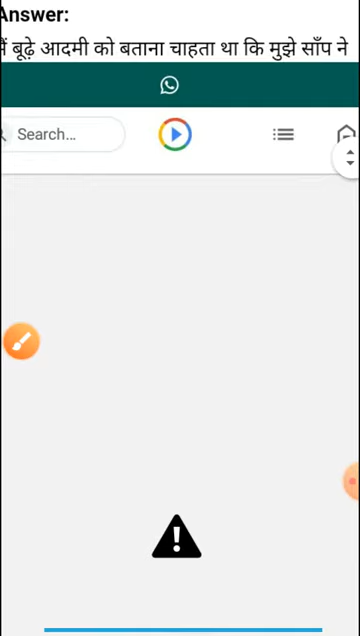 Answer:
मैं बूढ़े आदमी को बताना चाहता था कि मुझे साँप ने
Search...